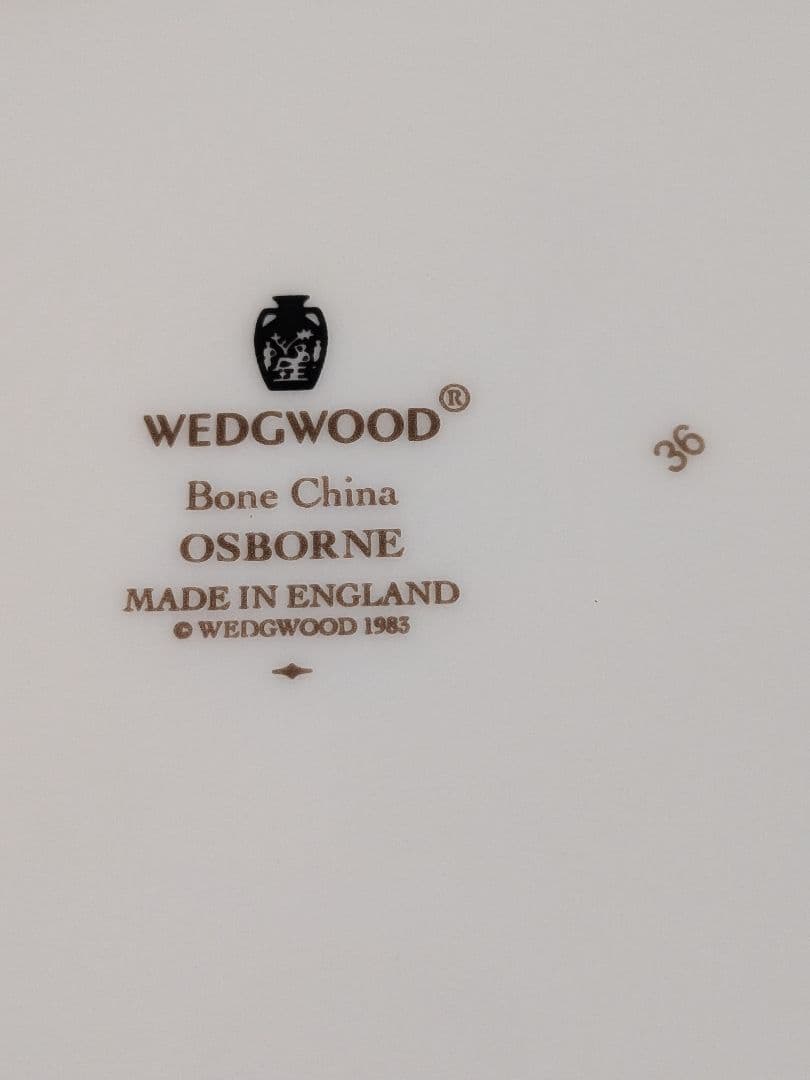 WEDGWOOD®
Bone China
OSBORNE
MADE IN ENGLAND
© WEDGWOOD 1983
36